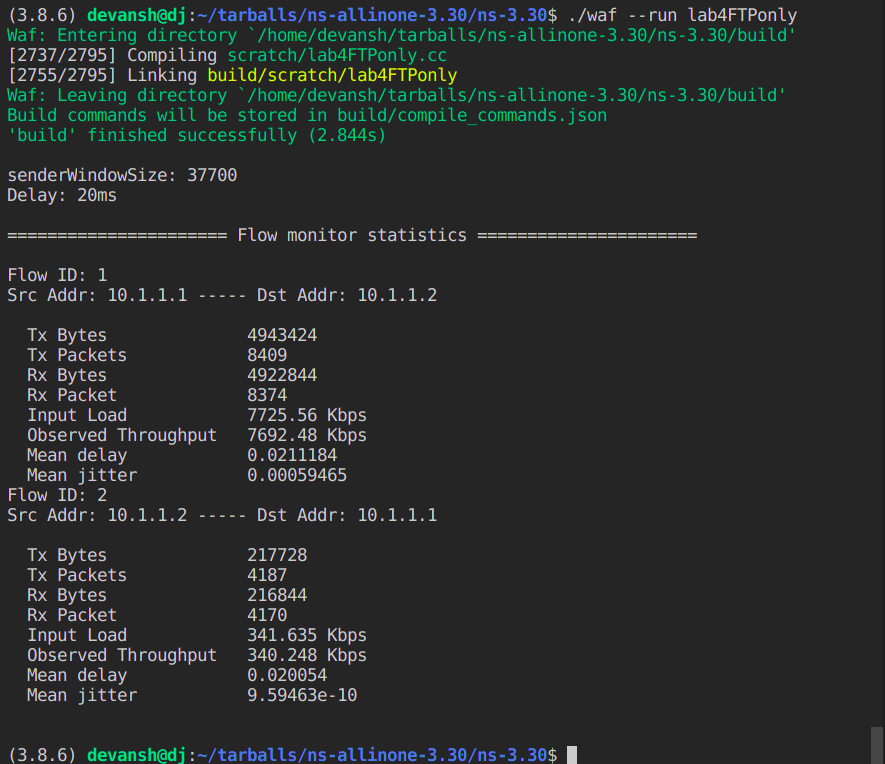 (3.8.6) devansh@dj:~/tarballs/ns-allinone-3.30/ns-3.30$ ./waf --run lab4FTPonly
Waf: Entering directory `/home/devansh/tarballs/ns-allinone-3.30/ns-3.30/build'
[2737/2795] Compiling scratch/lab4FTPonly.cc
[2755/2795] Linking build/scratch/lab4FTPonly
Waf: Leaving directory `/home/devansh/tarballs/ns-allinone-3.30/ns-3.30/build'
Build commands will be stored in build/compile_commands.json
'build' finished successfully (2.844s)
senderWindowSize: 37700
Delay: 20ms
====================== Flow monitor statistics ======================
Flow ID: 1
Src Addr: 10.1.1.1 ----- Dst Addr: 10.1.1.2
Tx Bytes 4943424
Tx Packets 8409
Rx Bytes 4922844
Rx Packet 8374
Input Load 7725.56 Kbps
Observed Throughput 7692.48 Kbps
Mean delay 0.0211184
Mean jitter 0.00059465
Flow ID: 2
Src Addr: 10.1.1.2 ----- Dst Addr: 10.1.1.1
Tx Bytes 217728
Tx Packets 4187
Rx Bytes 216844
Rx Packet 4170
Input Load 341.635 Kbps
Observed Throughput 340.248 Kbps
Mean delay 0.020054
Mean jitter 9.59463e-10
(3.8.6) devansh@dj:~/tarballs/ns-allinone-3.30/ns-3.30$